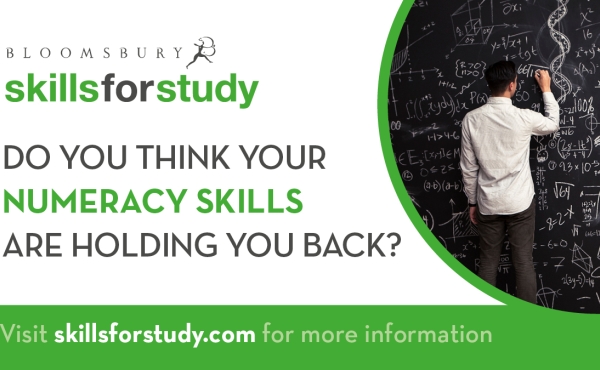 BLOOMSBURY
skillsforstudy
DO YOU THINK YOUR
NUMERACY SKILLS
ARE HOLDING YOU BACK?
Visit skillsforstudy.com for more information